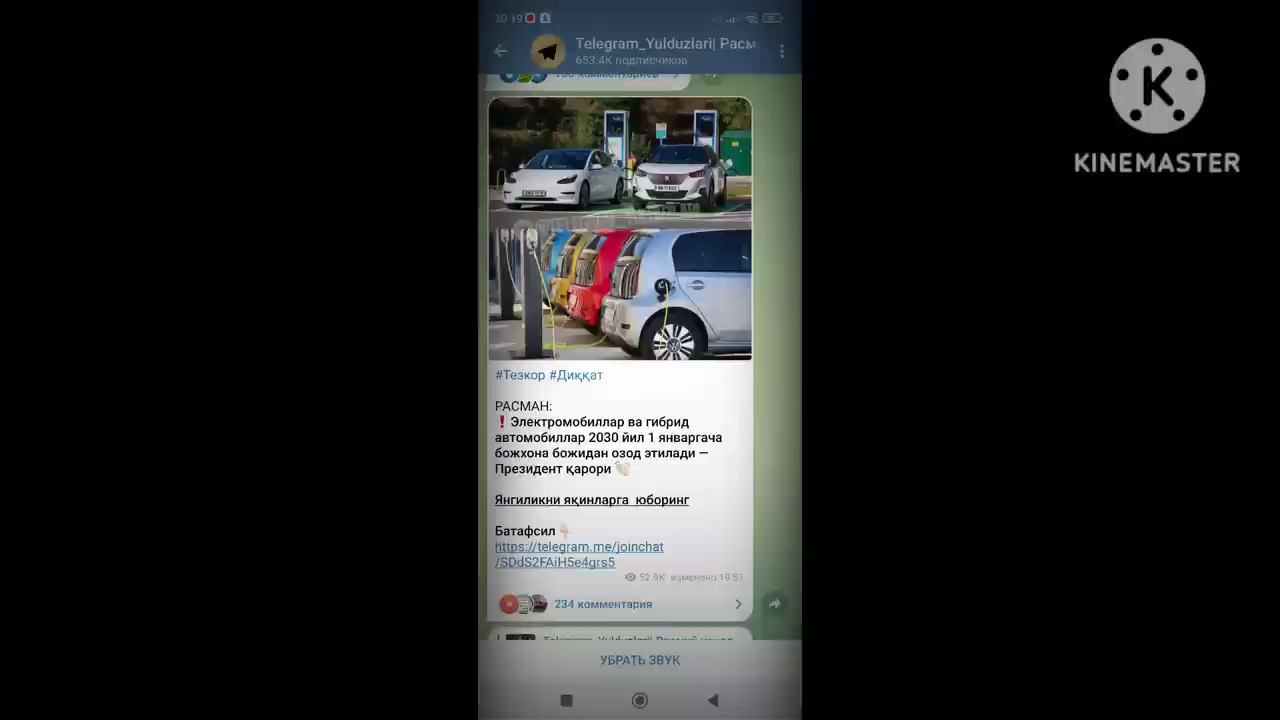 20:19
Telegram_Yulduzlari| Расм
653.4K подписчиков
KINEMASTER
#Тезкор #Диққат
РАСМАН:
❗Электромобиллар ва гибрид
автомобиллар 2030 йил 1 январгача
божхона божидан озод этилади —
Президент қарори 👏🏻
Янгиликни яқинларга юборинг
Батафсил 👇🏻
https://telegram.me/joinchat
/SDdS2FAiH5e4grs5
52.9K изменено 19:51
234 комментария
УБРАТЬ ЗВУК